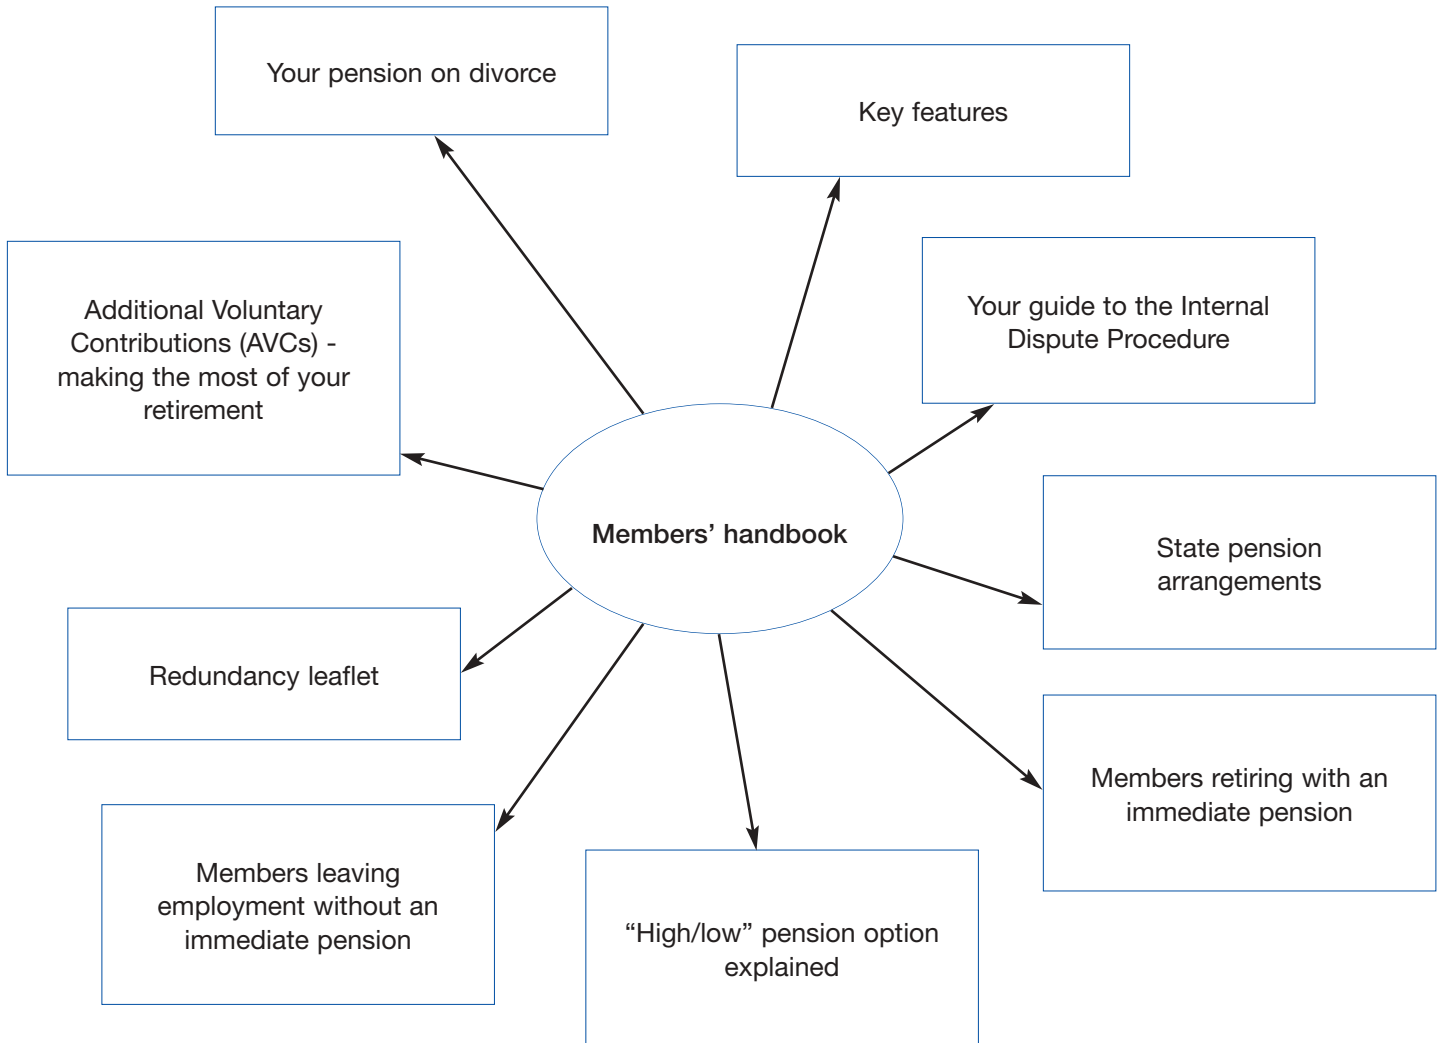 Your pension on divorce
Key features
Additional Voluntary
Contributions (AVCs) -
making the most of your
retirement
Your guide to the Internal
Dispute Procedure
Members’ handbook
State pension
arrangements
Redundancy leaflet
Members retiring with an
immediate pension
Members leaving
employment without an
immediate pension
“High/low” pension option
explained